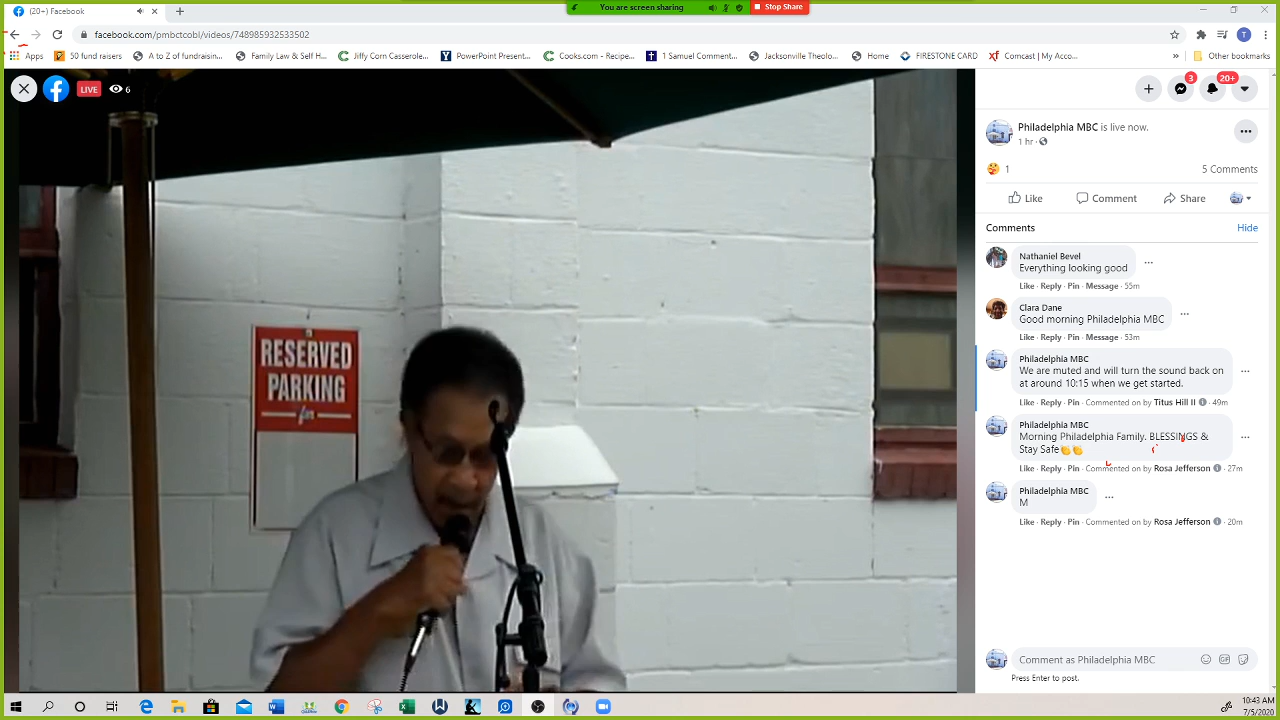 You are screen sharing
Stop Share
(20+) Facebook
facebook.com/pmbctcobl/videos/748985932533502
T
Apps
50 fund raisers
A to Z of fundraisin...
Family Law & Self H...
Jiffy Corn Casserole...
PowerPoint Present...
Cooks.com - Recipe...
1 Samuel Comment...
Jacksonville Theolo...
Home
FIRESTONE CARD
Comcast | My Acco...
Other bookmarks
LIVE
6
3
20+
Philadelphia MBC is live now.
1 hr
1
5 Comments
Like
Comment
Share
Comments
Hide
Nathaniel Bevel
Everything looking good
Like · Reply · Pin · Message · 55m
Clara Dane
Good morning Philadelphia MBC
Like · Reply · Pin · Message · 53m
Philadelphia MBC
We are muted and will turn the sound back on
at around 10:15 when we get started.
Like · Reply · Pin · Commented on by Titus Hill II · 49m
Philadelphia MBC
Morning Philadelphia Family. BLESSINGS &
Stay Safe👏👏
Like · Reply · Pin · Commented on by Rosa Jefferson · 27m
Philadelphia MBC
M
Like · Reply · Pin · Commented on by Rosa Jefferson · 20m
RESERVED
PARKING
for
Comment as Philadelphia MBC
GIF
Press Enter to post.
10:43 AM
7/5/2020